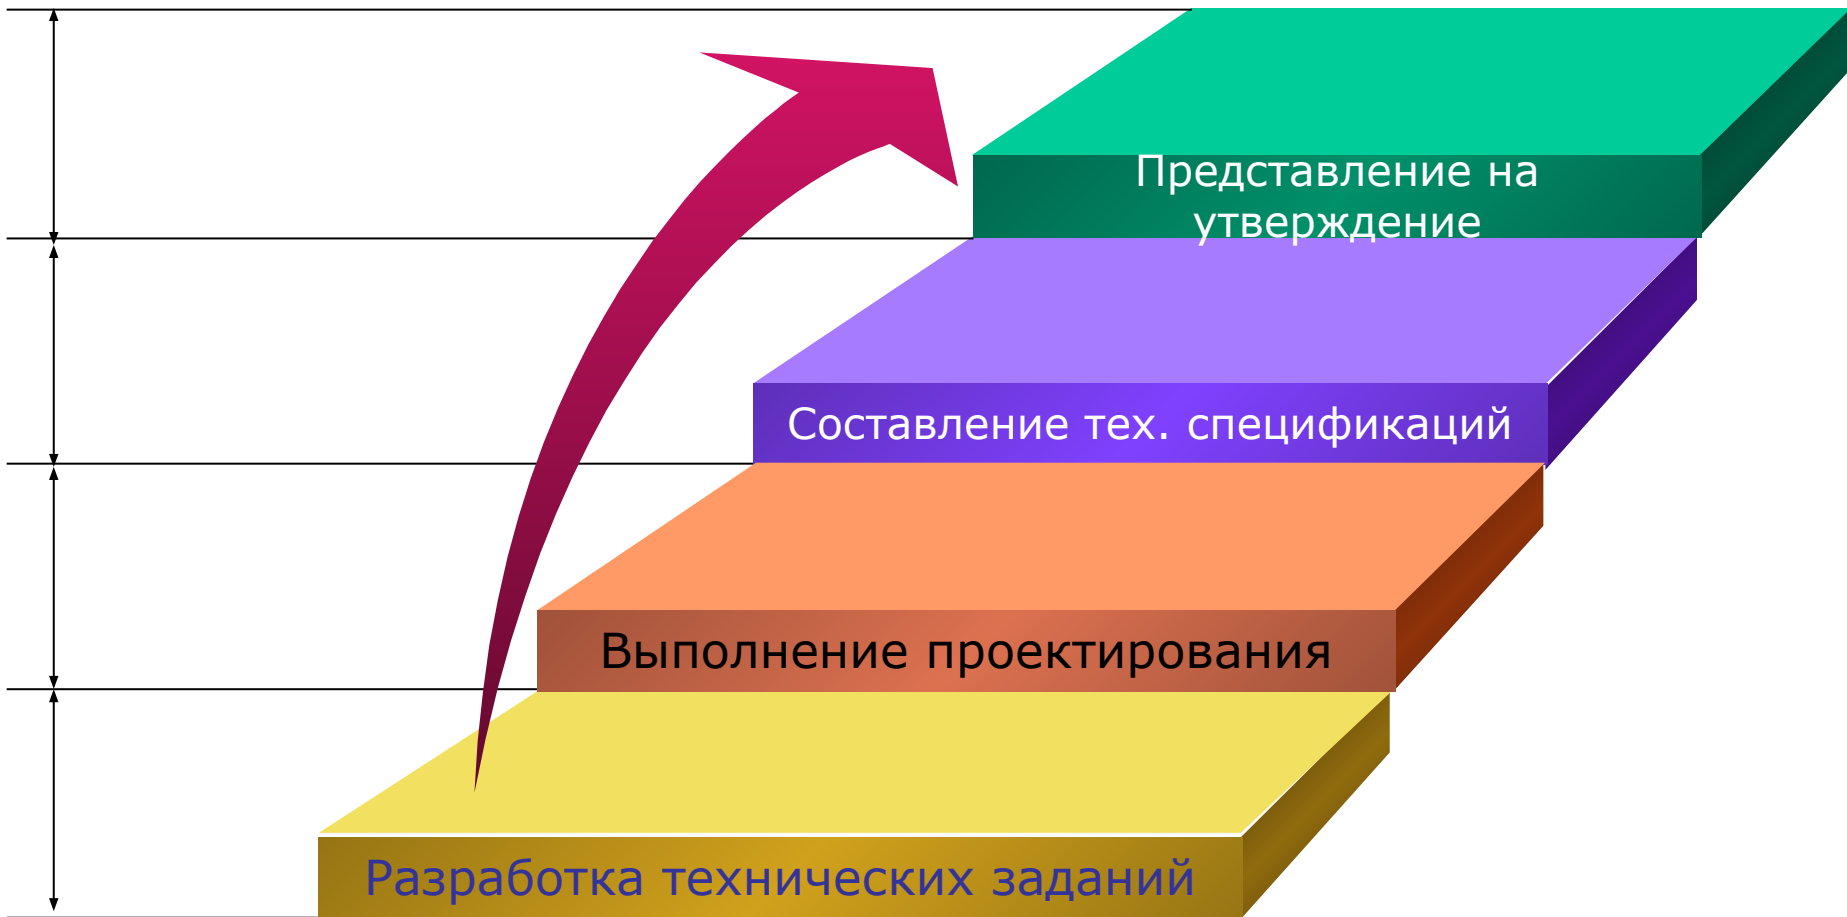 Представление на
утверждение
Составление тех. спецификаций
Выполнение проектирования
Разработка технических заданий